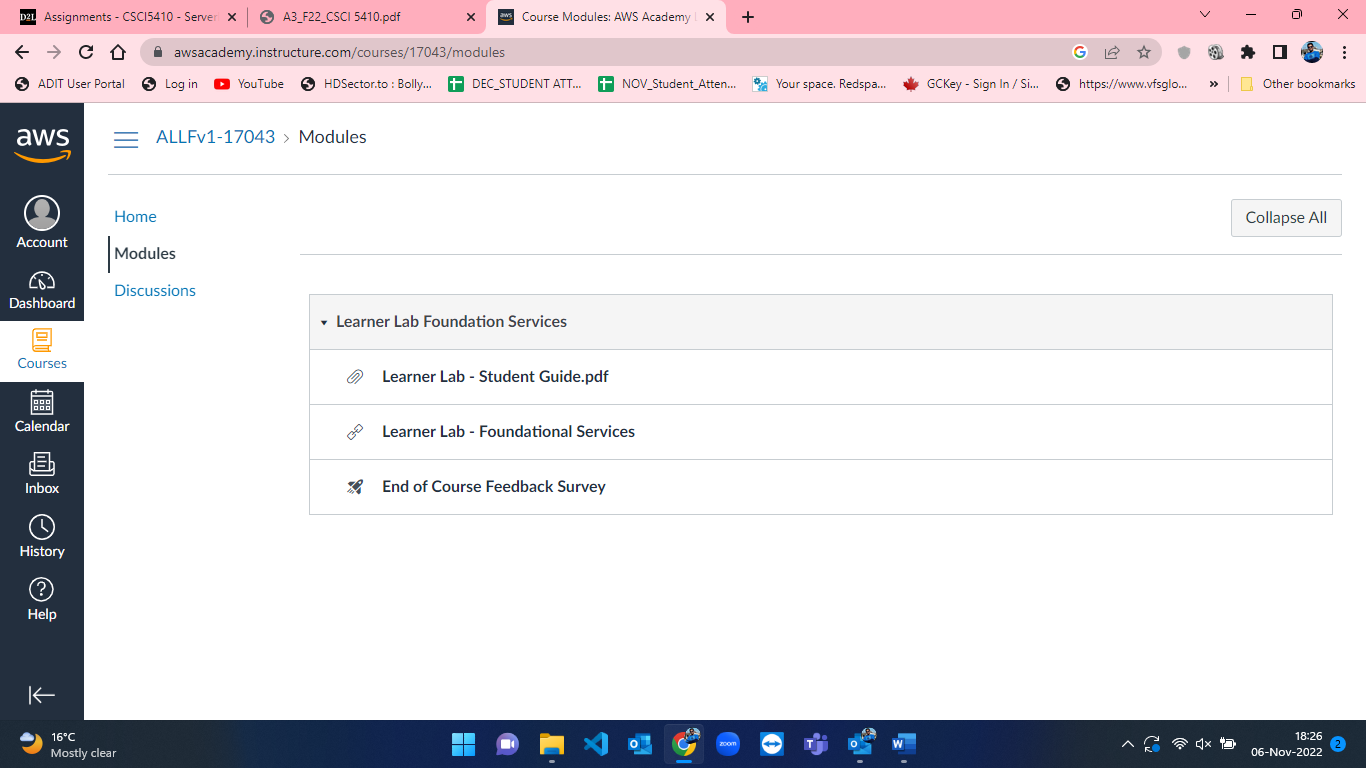 D2L Assignments - CSCI5410 - Server
A3_F22_CSCI 5410.pdf
aws Course Modules: AWS Academy
awsacademy.instructure.com/courses/17043/modules
ADIT User Portal
Log in
YouTube
HDSector.to : Bolly...
DEC_STUDENT ATT...
NOV_Student_Atten...
Your space. Redspa...
GCKey - Sign In / Si...
https://www.vfsglo...
»
Other bookmarks
aws
Account
Dashboard
Courses
Calendar
Inbox
History
Help
ALLFv1-17043 > Modules
Home
Modules
Discussions
Collapse All
Learner Lab Foundation Services
Learner Lab - Student Guide.pdf
Learner Lab - Foundational Services
End of Course Feedback Survey
16°C
Mostly clear
zoom
18:26
06-Nov-2022
2